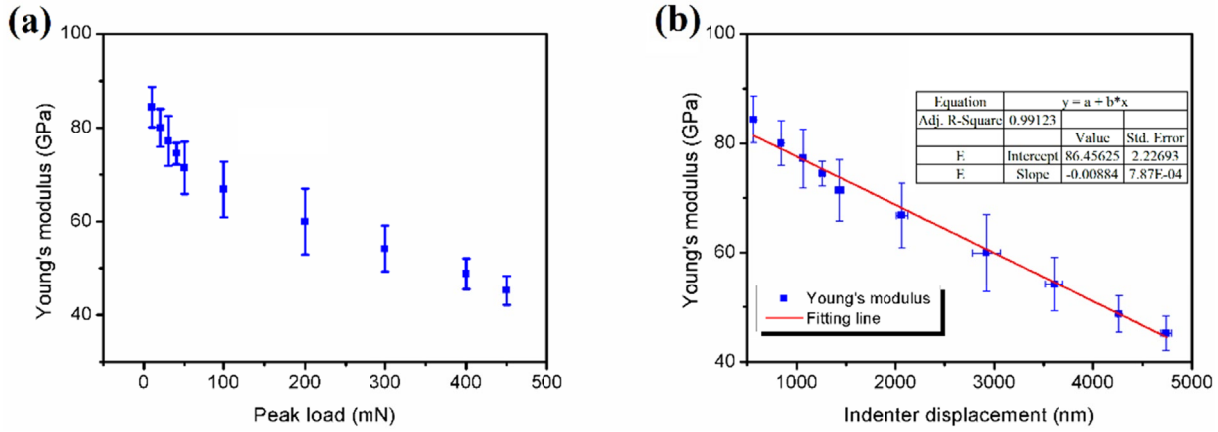 (a)
100
80
60
40
Young's modulus (GPa)
0 100 200 300 400 500
Peak load (mN)
(b)
100
80
60
40
Young's modulus (GPa)
Equation y = a + b*x
Adj. R-Square 0.99123
Value Std. Error
E Intercept 86.45625 2.22693
E Slope -0.00884 7.87E-04
Young's modulus
Fitting line
1000 2000 3000 4000 5000
Indenter displacement (nm)